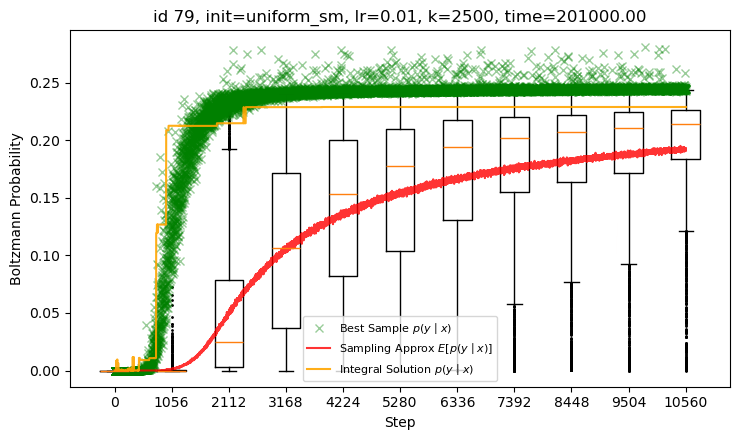 id 79, init=uniform_sm, lr=0.01, k=2500, time=201000.00
Boltzmann Probability
0.25
0.20
0.15
0.10
0.05
0.00
Best Sample p(y | x)
Sampling Approx E[p(y | x)]
Integral Solution p(y | x)
0 1056 2112 3168 4224 5280 6336 7392 8448 9504 10560
Step